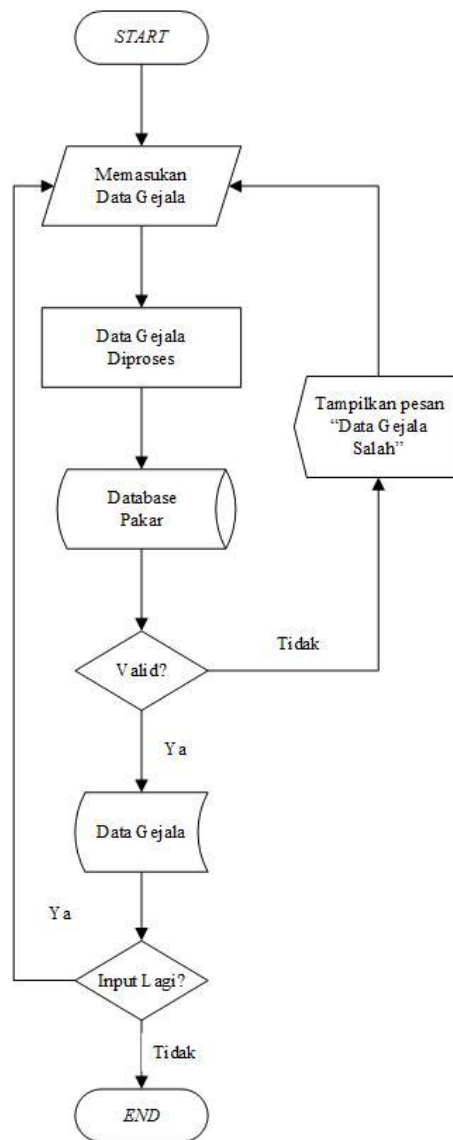 START
Memasukan
Data Gejala
Data Gejala
Diproses
Tampilkan pesan
“Data Gejala
Salah”
Database
Pakar
Valid?
Tidak
Ya
Data Gejala
Ya
Input Lagi?
Tidak
END